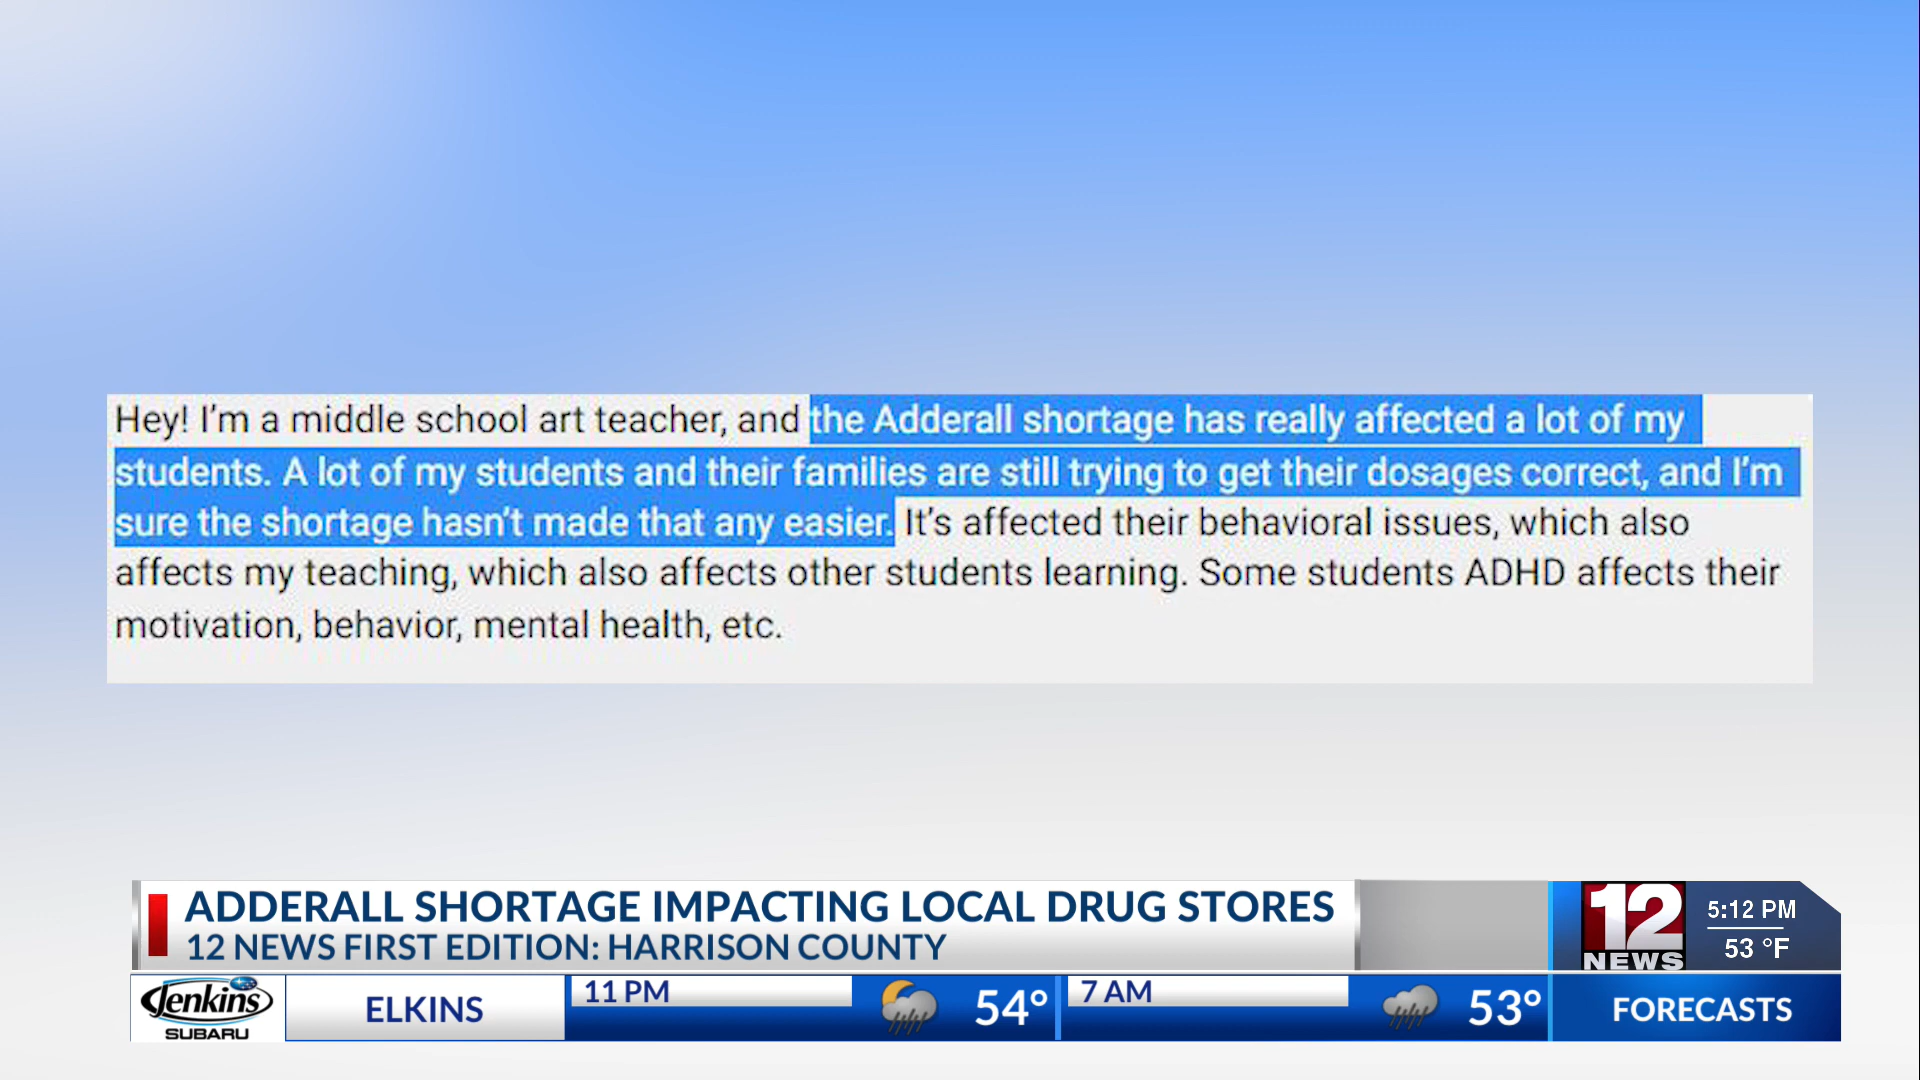 Hey! I’m a middle school art teacher, and the Adderall shortage has really affected a lot of my
students. A lot of my students and their families are still trying to get their dosages correct, and I’m
sure the shortage hasn’t made that any easier. It’s affected their behavioral issues, which also
affects my teaching, which also affects other students learning. Some students ADHD affects their
motivation, behavior, mental health, etc.
ADDERALL SHORTAGE IMPACTING LOCAL DRUG STORES
12 NEWS FIRST EDITION: HARRISON COUNTY
12
NEWS
5:12 PM
53 °F
Jenkins
SUBARU
ELKINS
11 PM
54°
7 AM
53°
FORECASTS